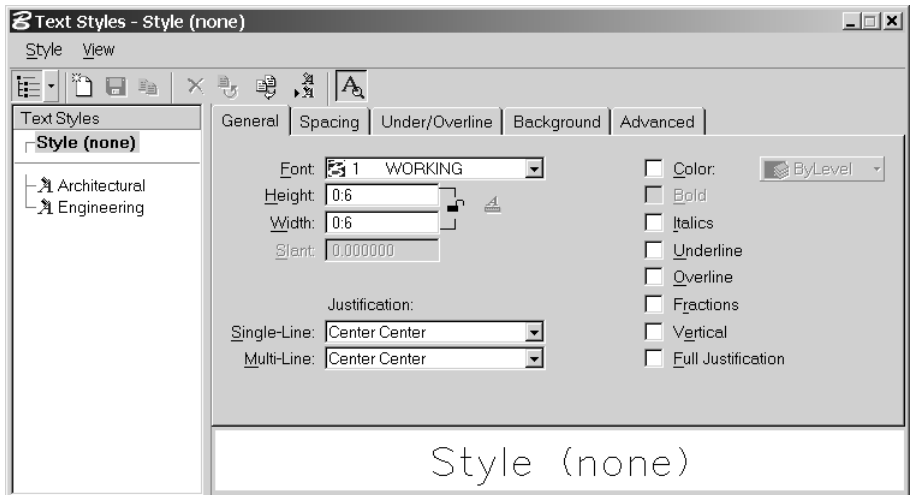 Text Styles - Style (none)
Style View
Text Styles
Style (none)
Architectural
Engineering
General Spacing Under/Overline Background Advanced
Font: 1 WORKING
Height: 0:6
Width: 0:6
Slant: 0.000000
Justification:
Single-Line: Center Center
Multi-Line: Center Center
Color: ByLevel
Bold
Italics
Underline
Overline
Fractions
Vertical
Full Justification
Style (none)